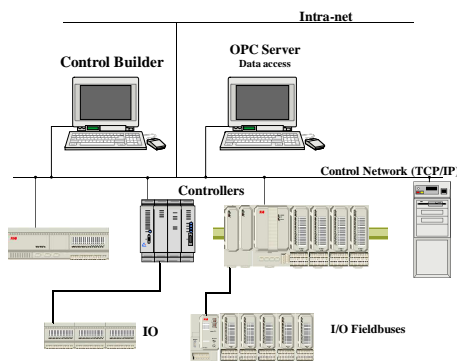 Intra-net
Control Builder
OPC Server
Data access
Control Network (TCP/IP)
Controllers
IO
I/O Fieldbuses